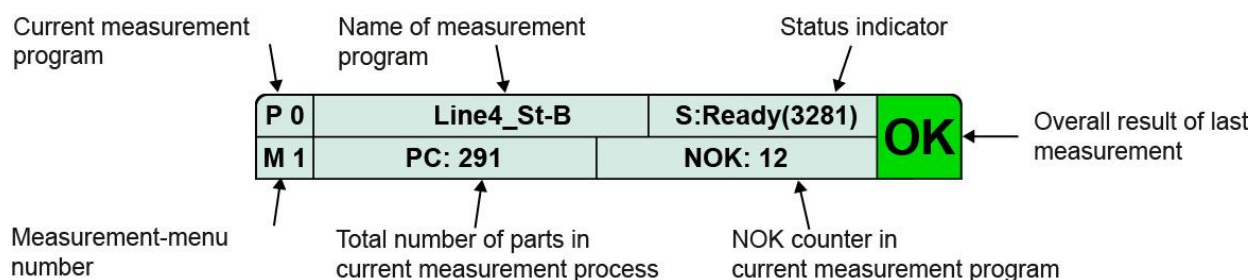 Current measurement
program
Name of measurement
program
Status indicator
P 0
Line4_St-B
S:Ready(3281)
OK
M 1
PC: 291
NOK: 12
Overall result of last
measurement
Measurement-menu
number
Total number of parts in
current measurement process
NOK counter in
current measurement program